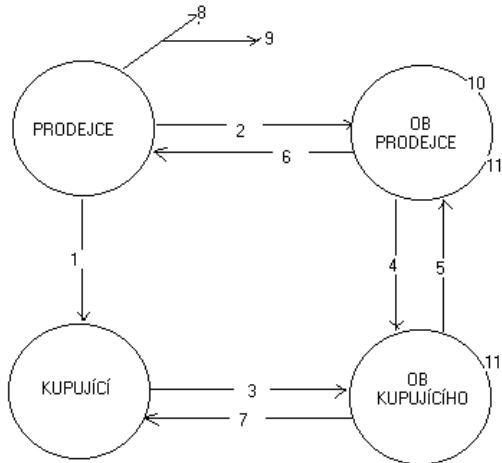 8
9
PRODEJCE
2
6
10
OB
PRODEJCE
11
1
4
5
KUPUJÍCÍ
3
7
11
OB
KUPUJÍCÍHO